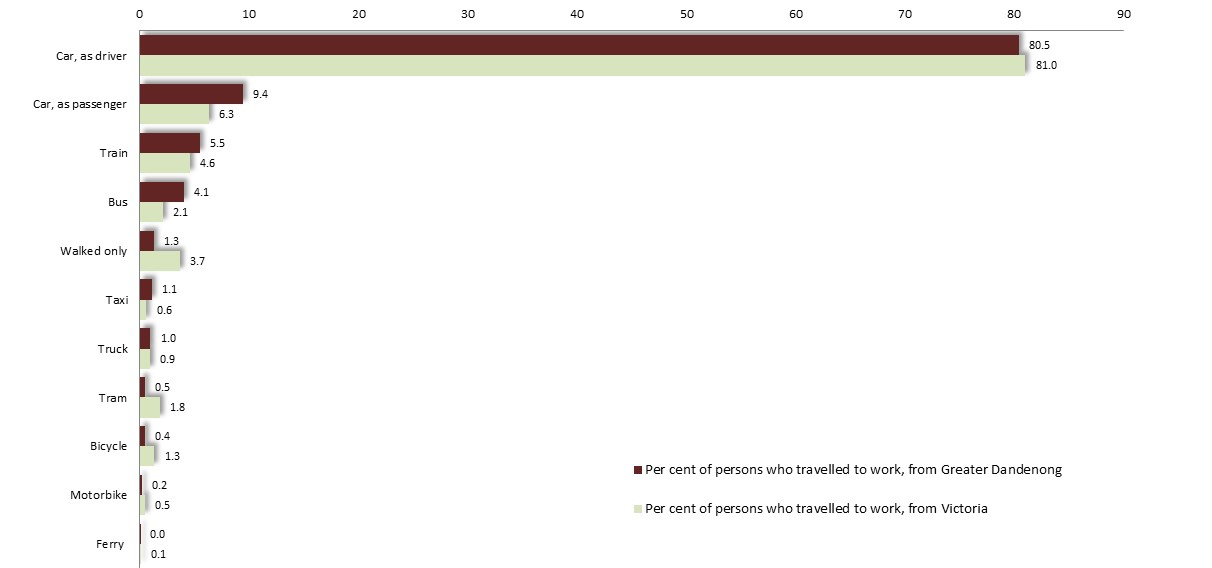 0 10 20 30 40 50 60 70 80 90
Car, as driver 80.5
81.0
Car, as passenger 9.4
6.3
Train 5.5
4.6
Bus 4.1
2.1
Walked only 1.3
3.7
Taxi 1.1
0.6
Truck 1.0
0.9
Tram 0.5
1.8
Bicycle 0.4
1.3
Motorbike 0.2
0.5
Ferry 0.0
0.1
Per cent of persons who travelled to work, from Greater Dandenong
Per cent of persons who travelled to work, from Victoria